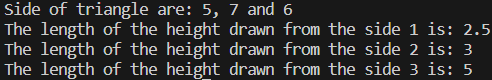 Side of triangle are: 5, 7 and 6
The length of the height drawn from the side 1 is: 2.5
The length of the height drawn from the side 2 is: 3
The length of the height drawn from the side 3 is: 5